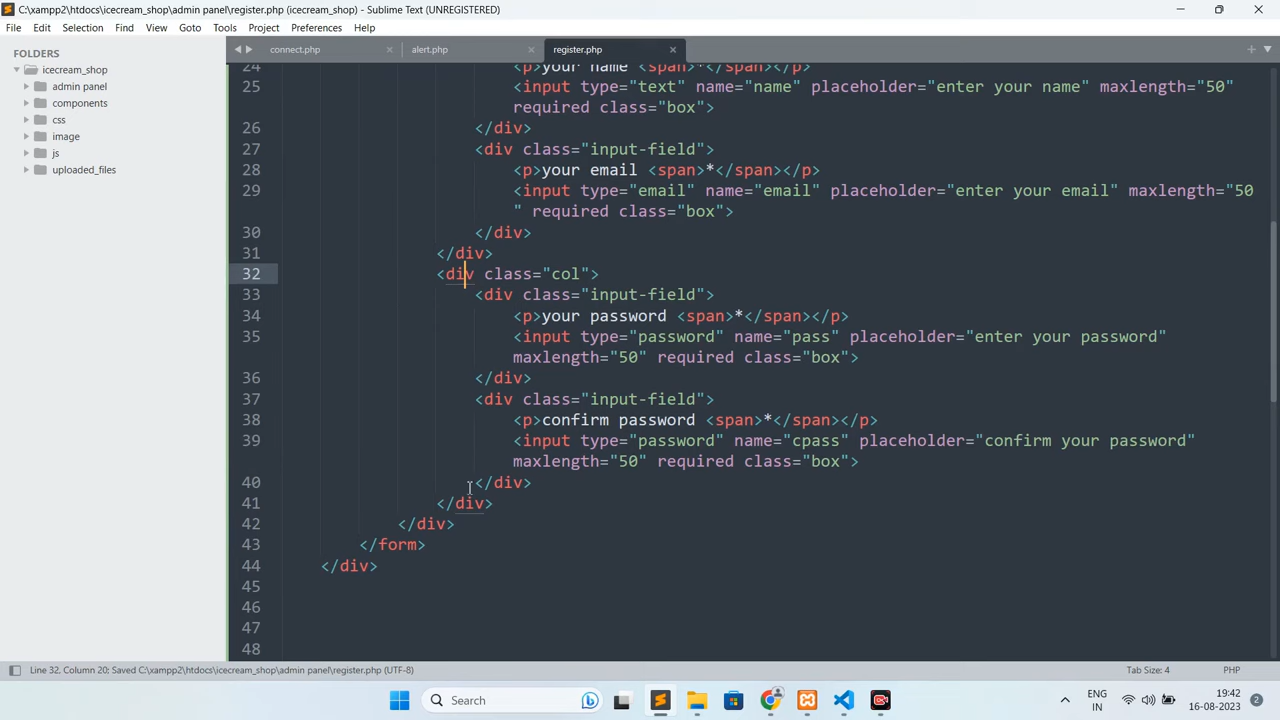 C:\xampp2\htdocs\icecream_shop\admin panel\register.php (icecream_shop) - Sublime Text (UNREGISTERED)
File Edit Selection Find View Goto Tools Project Preferences Help
FOLDERS
icecream_shop
admin panel
components
css
image
js
uploaded_files
connect.php alert.php register.php
24 <p>your name <span>*</span></p>
25 <input type="text" name="name" placeholder="enter your name" maxlength="50"
required class="box">
26 </div>
27 <div class="input-field">
28 <p>your email <span>*</span></p>
29 <input type="email" name="email" placeholder="enter your email" maxlength="50
" required class="box">
30 </div>
31 </div>
32 <div class="col">
33 <div class="input-field">
34 <p>your password <span>*</span></p>
35 <input type="password" name="pass" placeholder="enter your password"
maxlength="50" required class="box">
36 </div>
37 <div class="input-field">
38 <p>confirm password <span>*</span></p>
39 <input type="password" name="cpass" placeholder="confirm your password"
maxlength="50" required class="box">
40 </div>
41 </div>
42 </div>
43 </form>
44 </div>
45
46
47
48
Line 32, Column 20; Saved C:\xampp2\htdocs\icecream_shop\admin panel\register.php (UTF-8) Tab Size: 4 PHP
Search
ENG
IN
19:42
16-08-2023
2